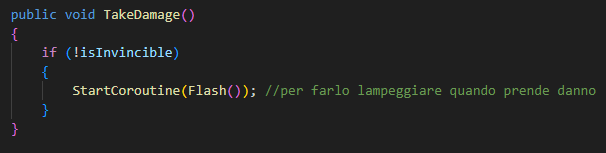 public void TakeDamage()
{
if (!isInvincible)
{
StartCoroutine(Flash()); //per farlo lampeggiare quando prende danno
}
}